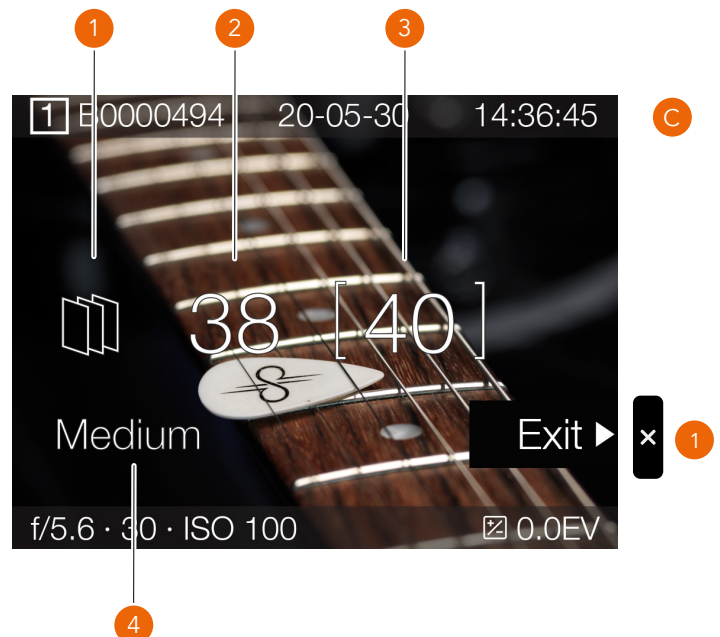 1 2 3
1 B0000494 20-05-30 14:36:45 C
38 [40]
Medium
Exit ▶ × 1
f/5.6 · 30 · ISO 100 0.0EV
4